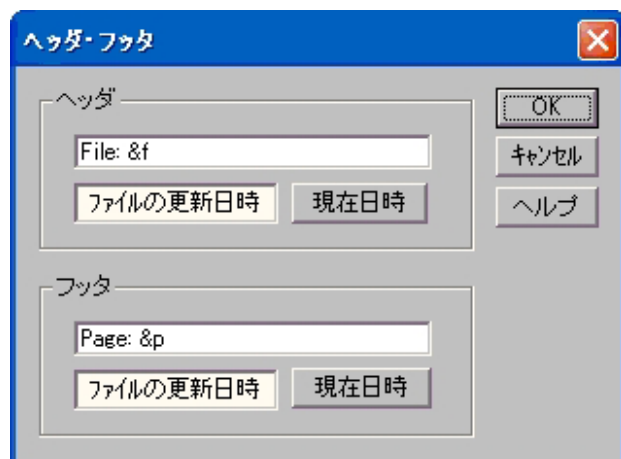 ヘッダ・フッタ
ヘッダ
OK
File: &f
キャンセル
ファイルの更新日時 現在日時
ヘルプ
フッタ
Page: &p
ファイルの更新日時 現在日時